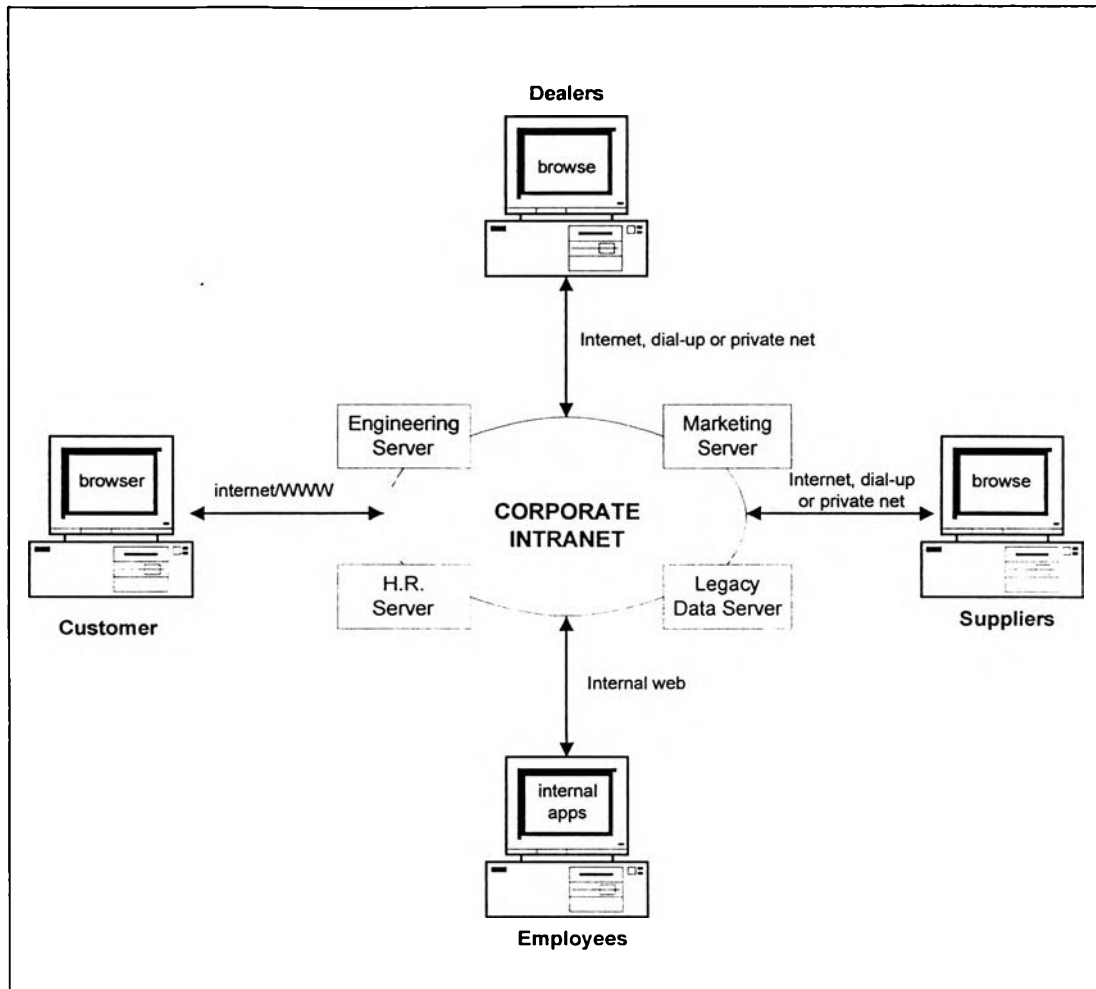 Dealers
browse
Internet, dial-up or private net
Engineering
Server
Marketing
Server
browser
internet/WWW
CORPORATE
INTRANET
Internet, dial-up
or private net
browse
H.R.
Server
Legacy
Data Server
Customer
Suppliers
Internal web
internal
apps
Employees